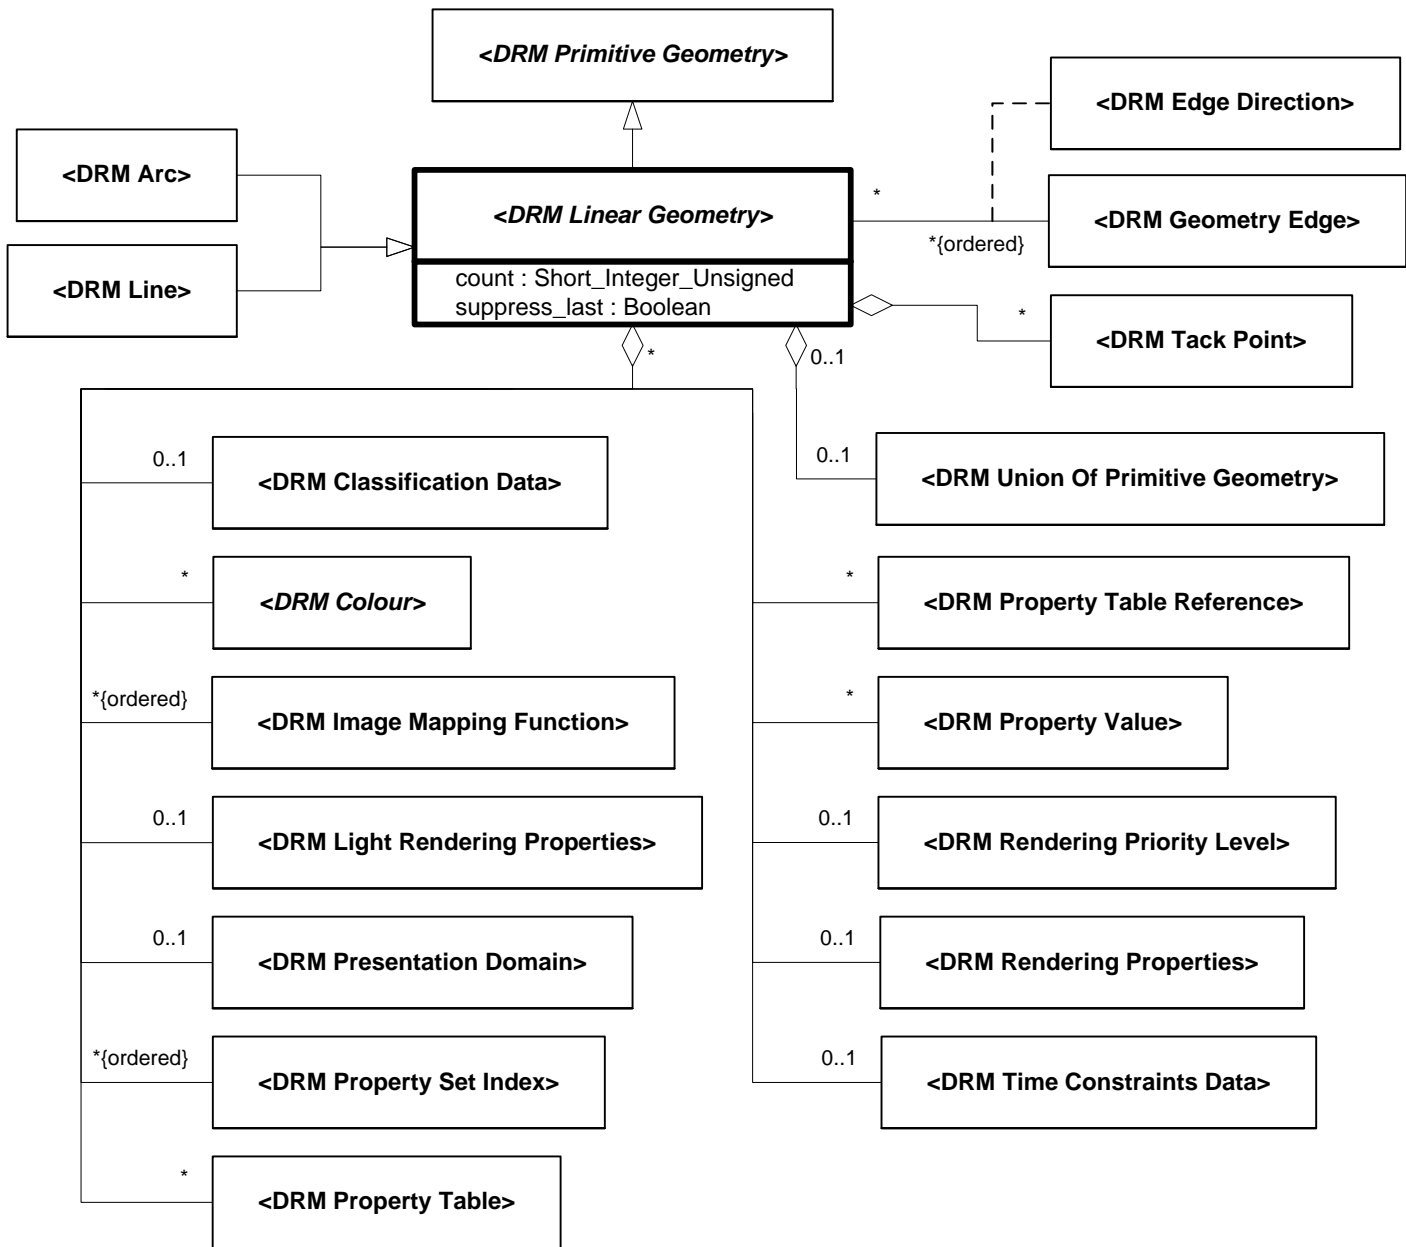 <DRM Primitive Geometry>
<DRM Edge Direction>
<DRM Arc>
<DRM Linear Geometry>
*
<DRM Geometry Edge>
*{ordered}
<DRM Line>
count : Short_Integer_Unsigned
suppress_last : Boolean
*
<DRM Tack Point>
*
0..1
0..1
<DRM Classification Data>
0..1
<DRM Union Of Primitive Geometry>
*
<DRM Colour>
*
<DRM Property Table Reference>
*{ordered}
<DRM Image Mapping Function>
*
<DRM Property Value>
0..1
<DRM Light Rendering Properties>
0..1
<DRM Rendering Priority Level>
0..1
<DRM Presentation Domain>
0..1
<DRM Rendering Properties>
*{ordered}
<DRM Property Set Index>
0..1
<DRM Time Constraints Data>
*
<DRM Property Table>